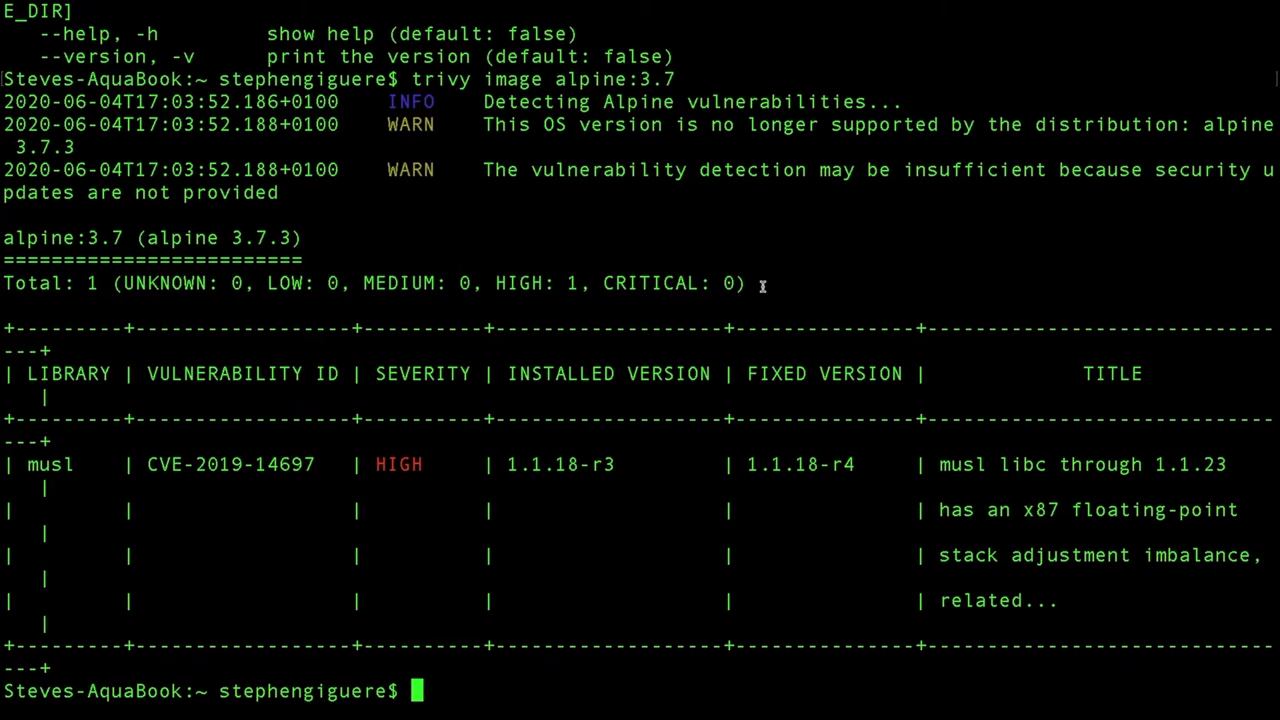 E_DIR]
   --help, -h         show help (default: false)
   --version, -v      print the version (default: false)
Steves-AquaBook:~ stephengiguere$ trivy image alpine:3.7
2020-06-04T17:03:52.186+0100    INFO    Detecting Alpine vulnerabilities...
2020-06-04T17:03:52.188+0100    WARN    This OS version is no longer supported by the distribution: alpine
 3.7.3
2020-06-04T17:03:52.188+0100    WARN    The vulnerability detection may be insufficient because security u
pdates are not provided

alpine:3.7 (alpine 3.7.3)
=========================
Total: 1 (UNKNOWN: 0, LOW: 0, MEDIUM: 0, HIGH: 1, CRITICAL: 0)

+---------+------------------+----------+-------------------+---------------+-----------------------------
---+
| LIBRARY | VULNERABILITY ID | SEVERITY | INSTALLED VERSION | FIXED VERSION |             TITLE
   |
+---------+------------------+----------+-------------------+---------------+-----------------------------
---+
| musl    | CVE-2019-14697   | HIGH     | 1.1.18-r3         | 1.1.18-r4     | musl libc through 1.1.23
   |
|         |                  |          |                   |               | has an x87 floating-point
   |
|         |                  |          |                   |               | stack adjustment imbalance,
   |
|         |                  |          |                   |               | related...
   |
+---------+------------------+----------+-------------------+---------------+-----------------------------
---+
Steves-AquaBook:~ stephengiguere$